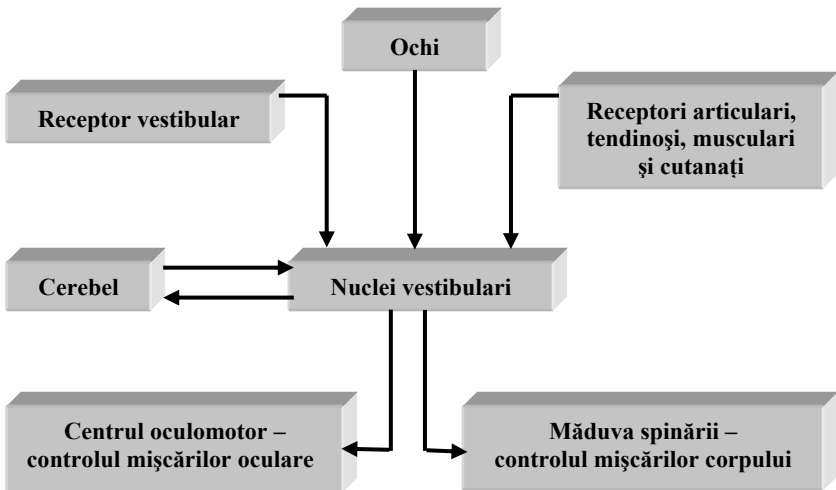 Ochi
Receptor vestibular
Receptori articulari,
tendinoşi, musculari
şi cutanați
Cerebel
Nuclei vestibulari
Centrul oculomotor –
controlul mişcărilor oculare
Măduva spinării –
controlul mişcărilor corpului